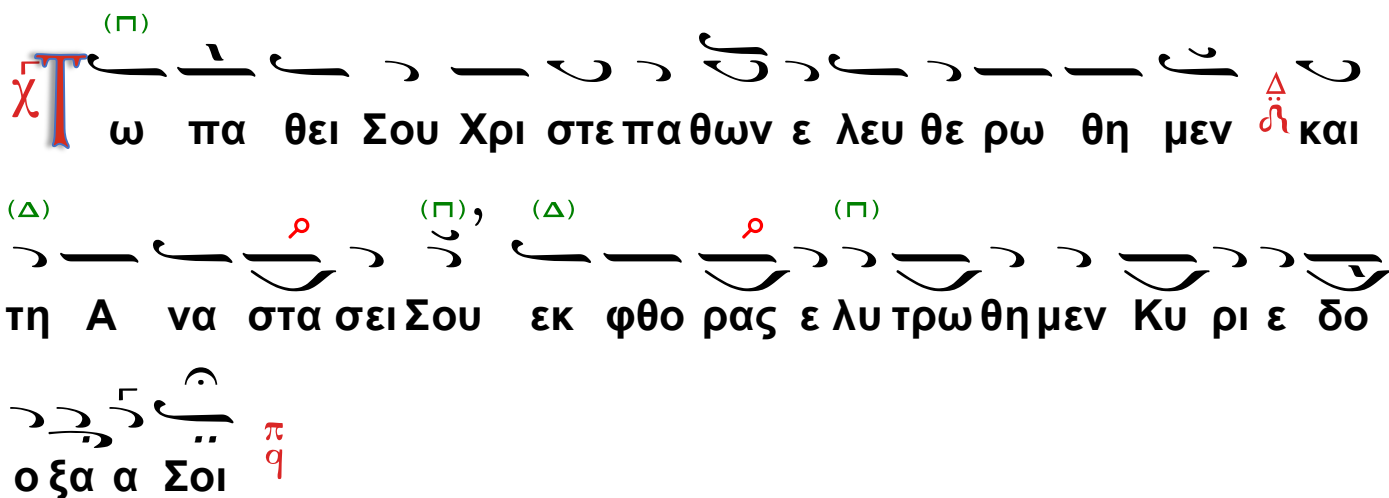 (Π)
χ Τω πα θει Σου Χρι στε πα θων ε λευ θε ρω θη μεν Δ και
(Δ) (Π) , (Δ) (Π)
τη Α να στα σει Σου εκ φθο ρας ε λυ τρω θη μεν Κυ ρι ε δο
ο ξα α Σοι π q